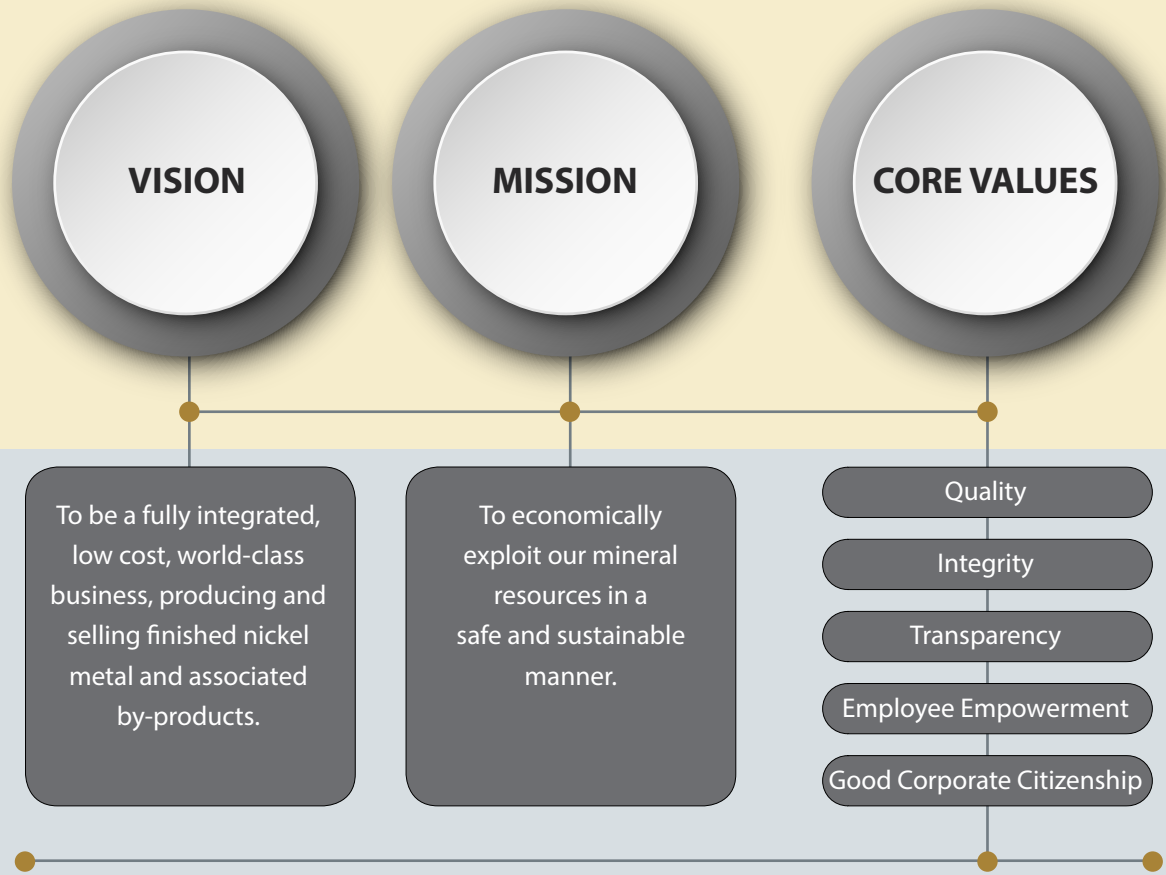 VISION
MISSION
CORE VALUES
To be a fully integrated,
low cost, world-class
business, producing and
selling finished nickel
metal and associated
by-products.
To economically
exploit our mineral
resources in a
safe and sustainable
manner.
Quality
Integrity
Transparency
Employee Empowerment
Good Corporate Citizenship